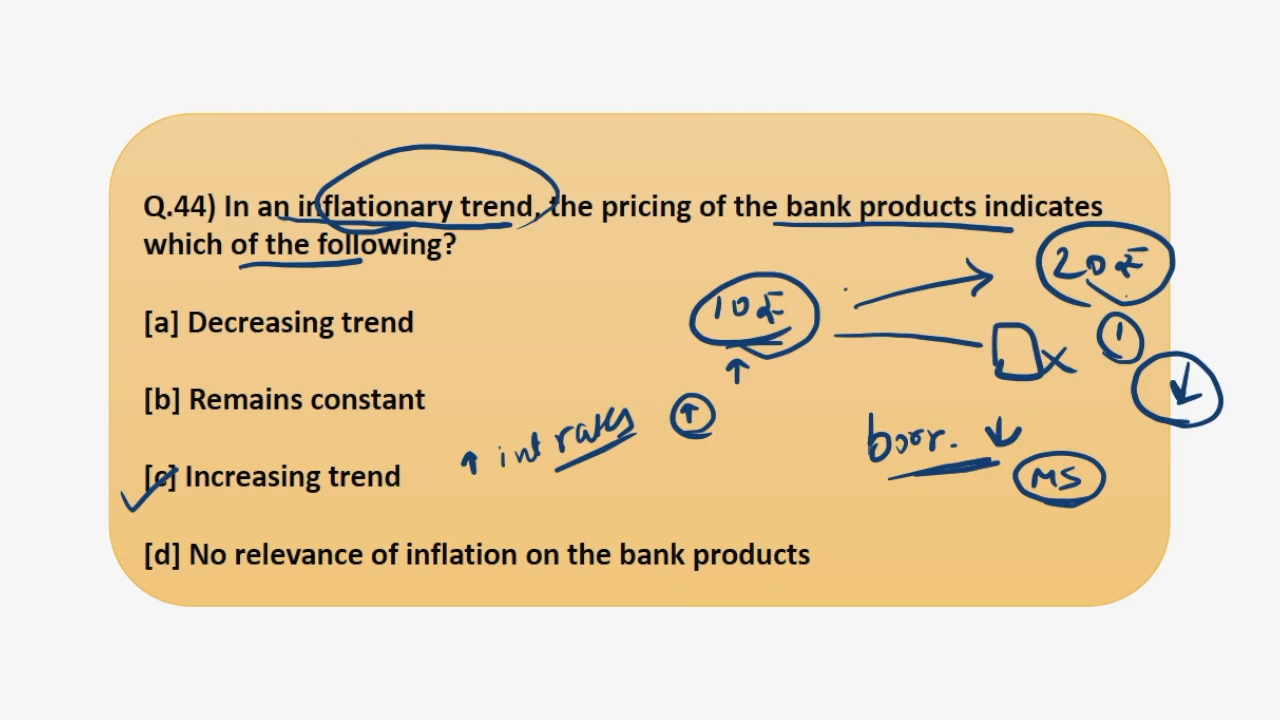 Q.44) In an inflationary trend, the pricing of the bank products indicates
which of the following?
20₹
10₹
[a] Decreasing trend
1
[b] Remains constant
↑ int rates ↑
borr. ↓
[c] Increasing trend
MS
[d] No relevance of inflation on the bank products